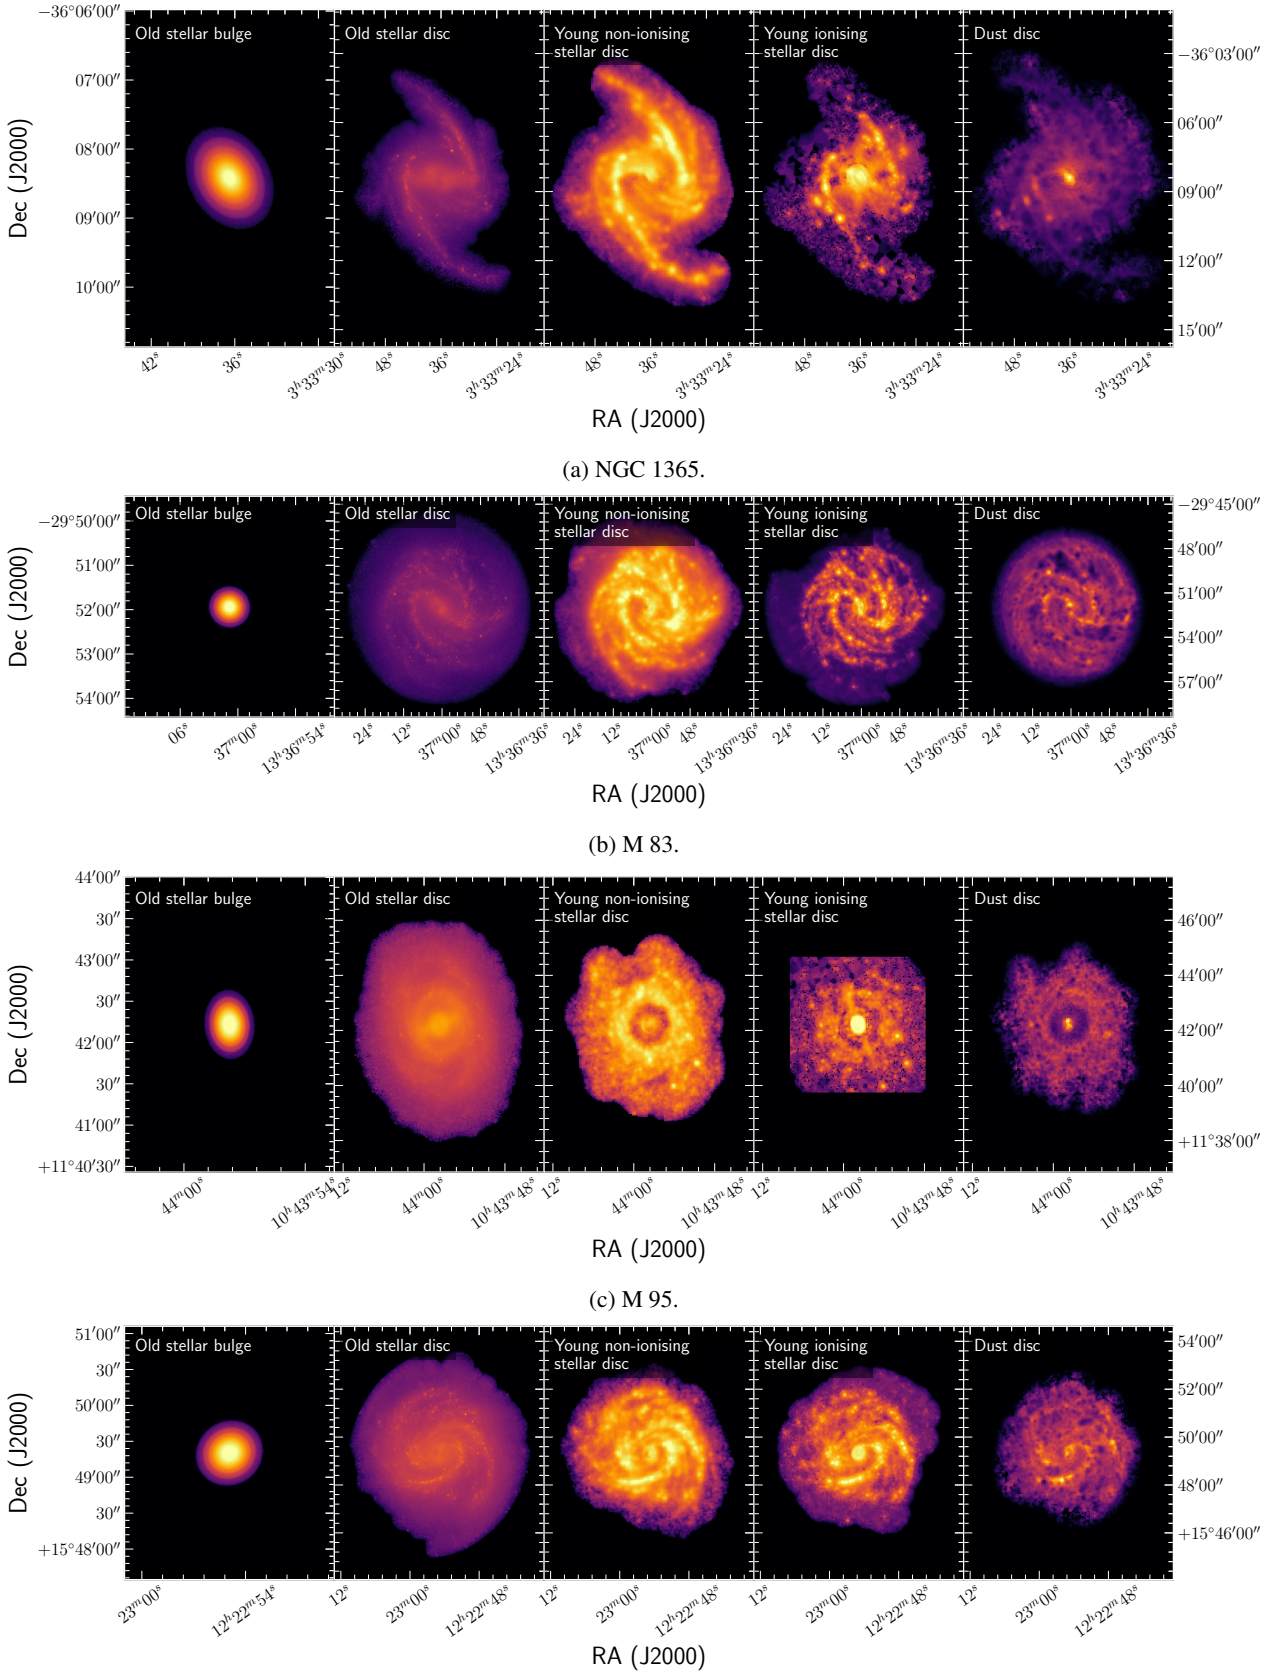 Old stellar bulge
Old stellar disc
Young non-ionising
stellar disc
Young ionising
stellar disc
Dust disc
−36°06′00″
07′00″
08′00″
09′00″
10′00″
−36°03′00″
06′00″
09′00″
12′00″
15′00″
Dec (J2000)
42ˢ
36ˢ
3ʰ33ᵐ30ˢ
48ˢ
36ˢ
3ʰ33ᵐ24ˢ
48ˢ
36ˢ
3ʰ33ᵐ24ˢ
48ˢ
36ˢ
3ʰ33ᵐ24ˢ
48ˢ
36ˢ
3ʰ33ᵐ24ˢ
RA (J2000)
(a) NGC 1365.
Old stellar bulge
Old stellar disc
Young non-ionising
stellar disc
Young ionising
stellar disc
Dust disc
−29°50′00″
51′00″
52′00″
53′00″
54′00″
−29°45′00″
48′00″
51′00″
54′00″
57′00″
Dec (J2000)
06ˢ
37ᵐ00ˢ
13ʰ36ᵐ54ˢ
24ˢ
12ˢ
37ᵐ00ˢ
48ˢ
13ʰ36ᵐ36ˢ
24ˢ
12ˢ
37ᵐ00ˢ
48ˢ
13ʰ36ᵐ36ˢ
24ˢ
12ˢ
37ᵐ00ˢ
48ˢ
13ʰ36ᵐ36ˢ
24ˢ
12ˢ
37ᵐ00ˢ
48ˢ
13ʰ36ᵐ36ˢ
RA (J2000)
(b) M 83.
Old stellar bulge
Old stellar disc
Young non-ionising
stellar disc
Young ionising
stellar disc
Dust disc
44′00″
30″
43′00″
30″
42′00″
30″
41′00″
+11°40′30″
46′00″
44′00″
42′00″
40′00″
+11°38′00″
Dec (J2000)
44ᵐ00ˢ
10ʰ43ᵐ54ˢ
12ˢ
44ᵐ00ˢ
10ʰ43ᵐ48ˢ
12ˢ
44ᵐ00ˢ
10ʰ43ᵐ48ˢ
12ˢ
44ᵐ00ˢ
10ʰ43ᵐ48ˢ
12ˢ
44ᵐ00ˢ
10ʰ43ᵐ48ˢ
RA (J2000)
(c) M 95.
Old stellar bulge
Old stellar disc
Young non-ionising
stellar disc
Young ionising
stellar disc
Dust disc
51′00″
30″
50′00″
30″
49′00″
30″
+15°48′00″
54′00″
52′00″
50′00″
48′00″
+15°46′00″
Dec (J2000)
23ᵐ00ˢ
12ʰ22ᵐ54ˢ
12ˢ
23ᵐ00ˢ
12ʰ22ᵐ48ˢ
12ˢ
23ᵐ00ˢ
12ʰ22ᵐ48ˢ
12ˢ
23ᵐ00ˢ
12ʰ22ᵐ48ˢ
12ˢ
23ᵐ00ˢ
12ʰ22ᵐ48ˢ
RA (J2000)